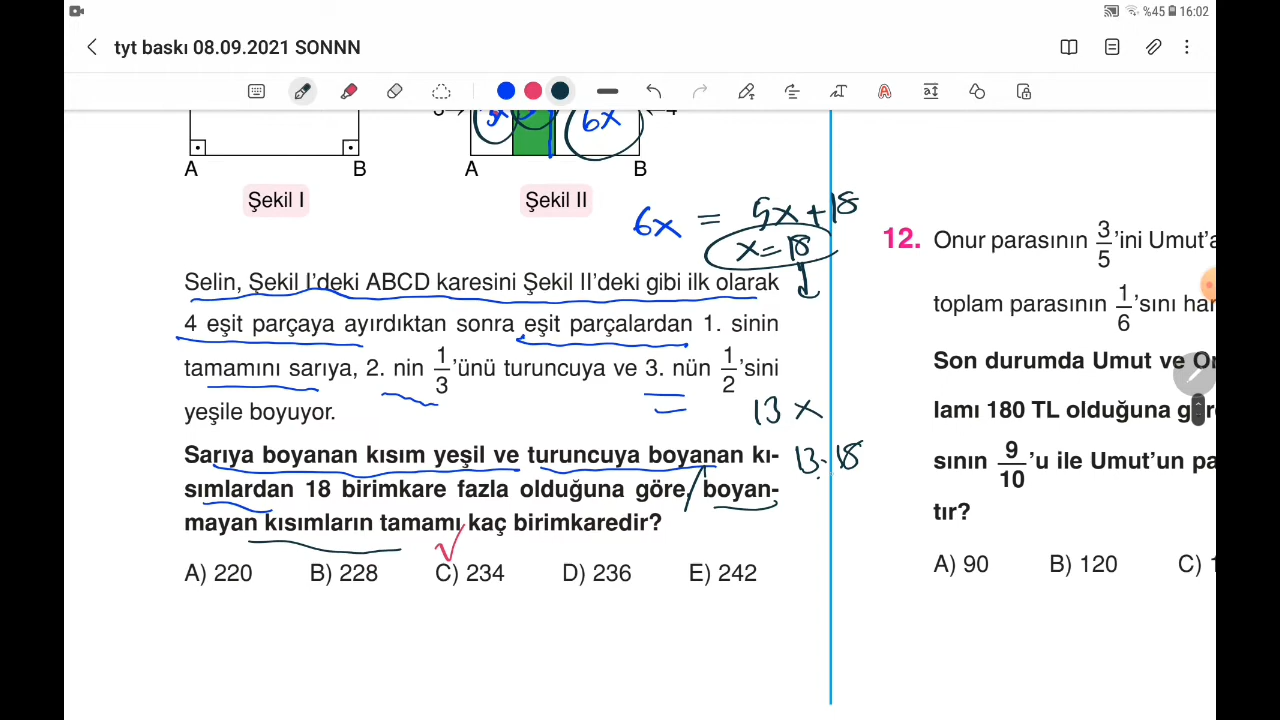 %45 16:02
tyt baskı 08.09.2021 SONNN
3x 6x
A B A B
Şekil I Şekil II
6x = 5x + 18
x = 18
Selin, Şekil I'deki ABCD karesini Şekil II'deki gibi ilk olarak
4 eşit parçaya ayırdıktan sonra eşit parçalardan 1. sinin
tamamını sarıya, 2. nin 1/3'ünü turuncuya ve 3. nün 1/2'sini
yeşile boyuyor.
13 x
Sarıya boyanan kısım yeşil ve turuncuya boyanan kı-
sımlardan 18 birimkare fazla olduğuna göre, boyan-
mayan kısımların tamamı kaç birimkaredir?
13.18
A) 220 B) 228 C) 234 D) 236 E) 242
12. Onur parasının 3/5'ini Umut'a
toplam parasının 1/6'sını har
Son durumda Umut ve On
lamı 180 TL olduğuna gör
sının 9/10'u ile Umut'un pa
tır?
A) 90 B) 120 C) 1